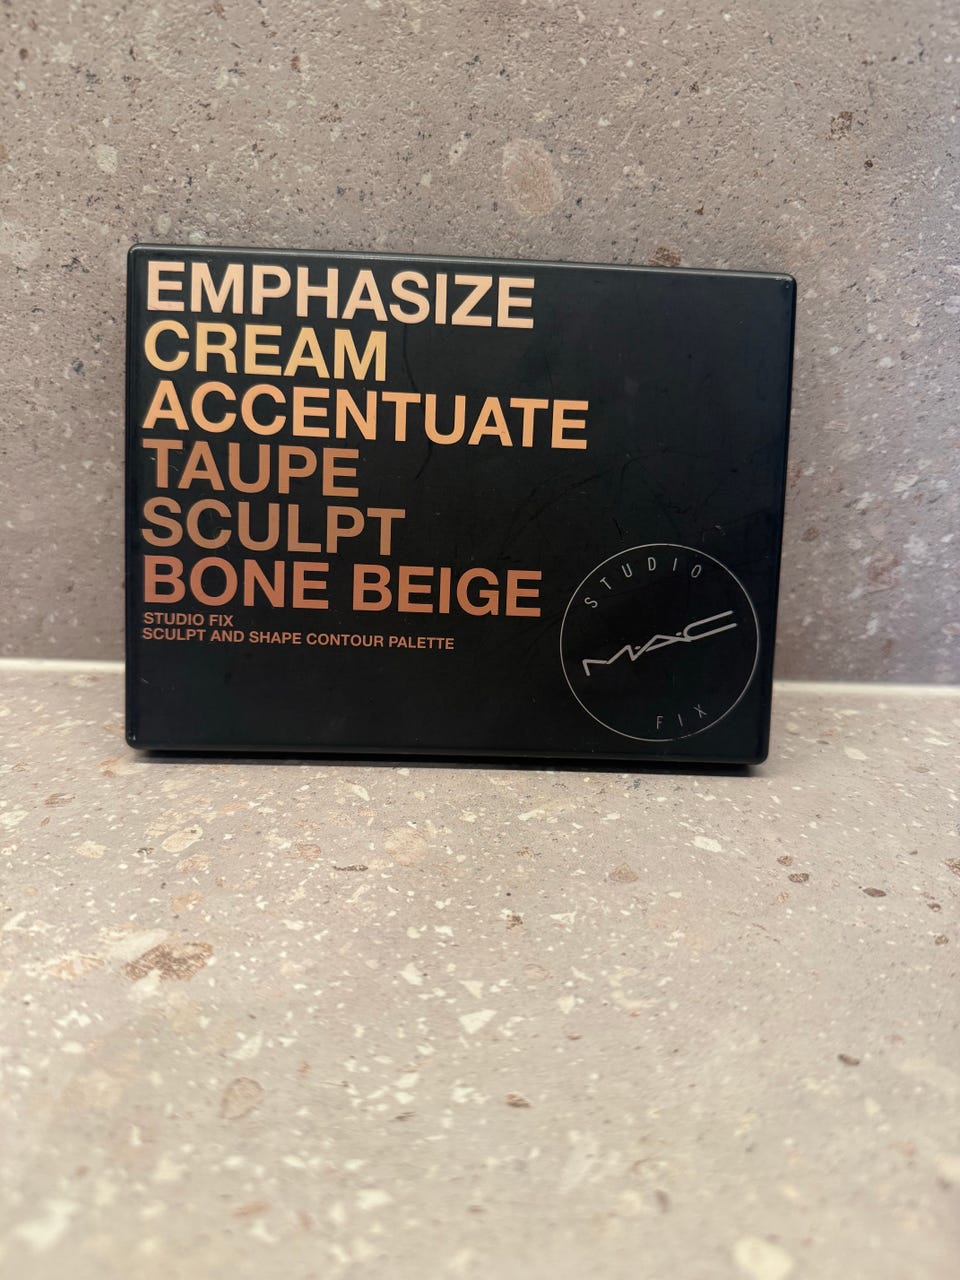 EMPHASIZE
CREAM
ACCENTUATE
TAUPE
SCULPT
BONE BEIGE
STUDIO FIX
SCULPT AND SHAPE CONTOUR PALETTE
STUDIO
M·A·C
FIX